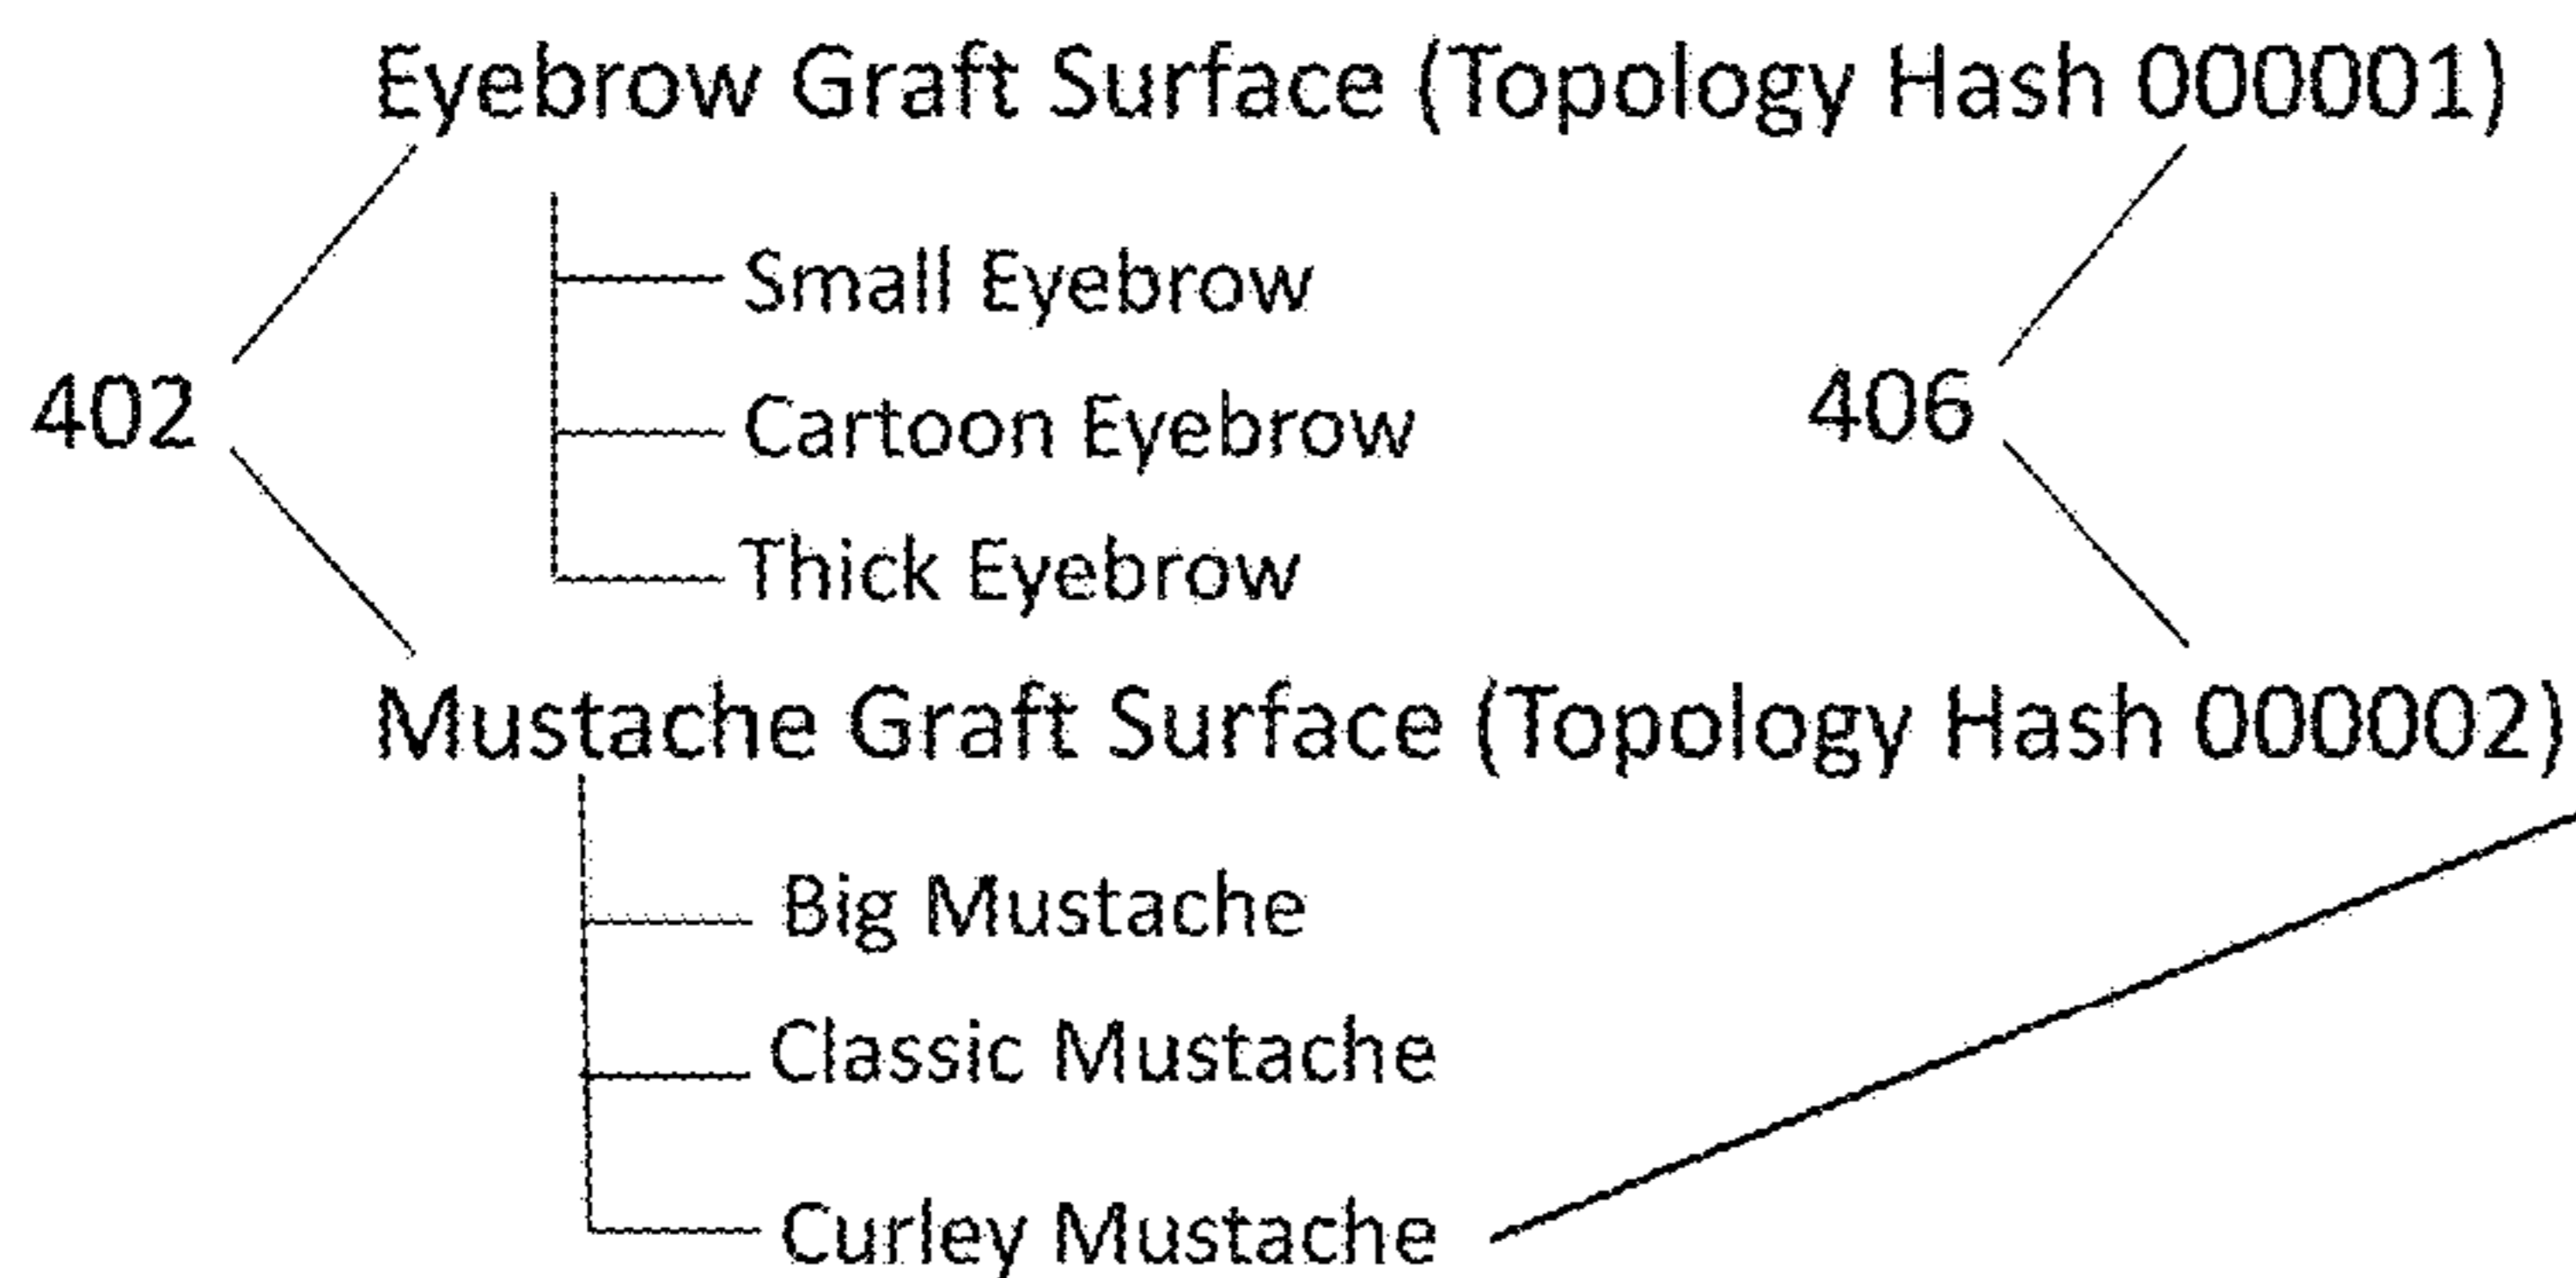 Eyebrow Graft Surface (Topology Hash 000001)
Small Eyebrow
402
Cartoon Eyebrow
406
Thick Eyebrow
Mustache Graft Surface (Topology Hash 000002)
Big Mustache
Classic Mustache
Curley Mustache